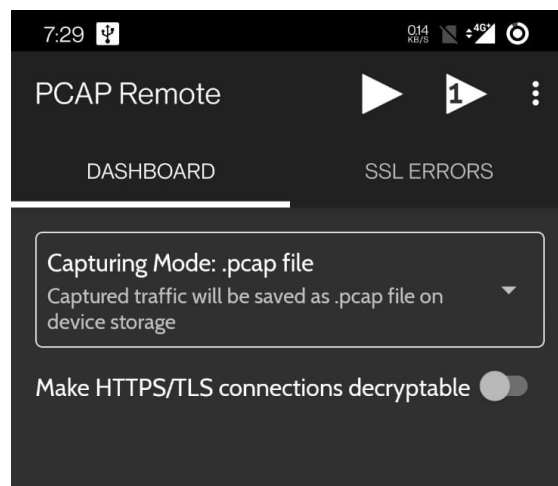 7:29 0.14 KB/S 4G+
PCAP Remote 1
DASHBOARD SSL ERRORS
Capturing Mode: .pcap file
Captured traffic will be saved as .pcap file on
device storage
Make HTTPS/TLS connections decryptable